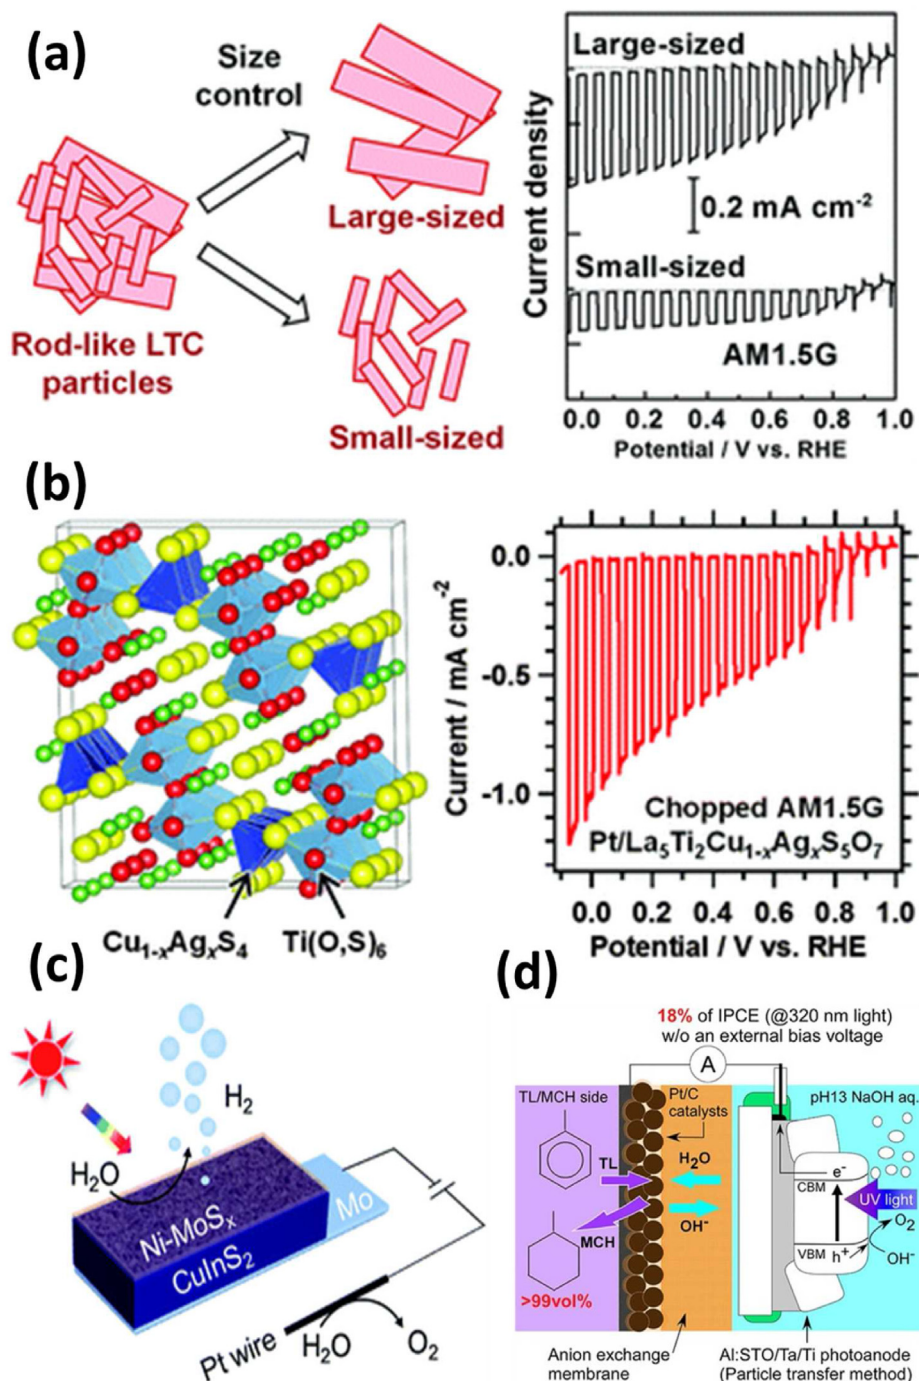 (a)
Size
control
Large-sized
Rod-like LTC
particles
Small-sized
Current density
Large-sized
0.2 mA cm⁻²
Small-sized
AM1.5G
0.0 0.2 0.4 0.6 0.8 1.0
Potential / V vs. RHE
(b)
Cu₁₋ₓAgₓS₄
Ti(O,S)₆
Current / mA cm⁻²
0.0
-0.5
-1.0
Chopped AM1.5G
Pt/La₅Ti₂Cu₁₋ₓAgₓS₅O₇
0.0 0.2 0.4 0.6 0.8 1.0
Potential / V vs. RHE
(c)
H₂
H₂O
Ni-MoSₓ
CuInS₂
Mo
Pt wire
H₂O
O₂
(d)
18% of IPCE (@320 nm light)
w/o an external bias voltage
A
TL/MCH side
Pt/C
catalysts
pH13 NaOH aq.
TL
H₂O
OH⁻
MCH
>99vol%
e⁻
CBM
UV light
O₂
VBM
h⁺
OH⁻
Anion exchange
membrane
Al:STO/Ta/Ti photoanode
(Particle transfer method)